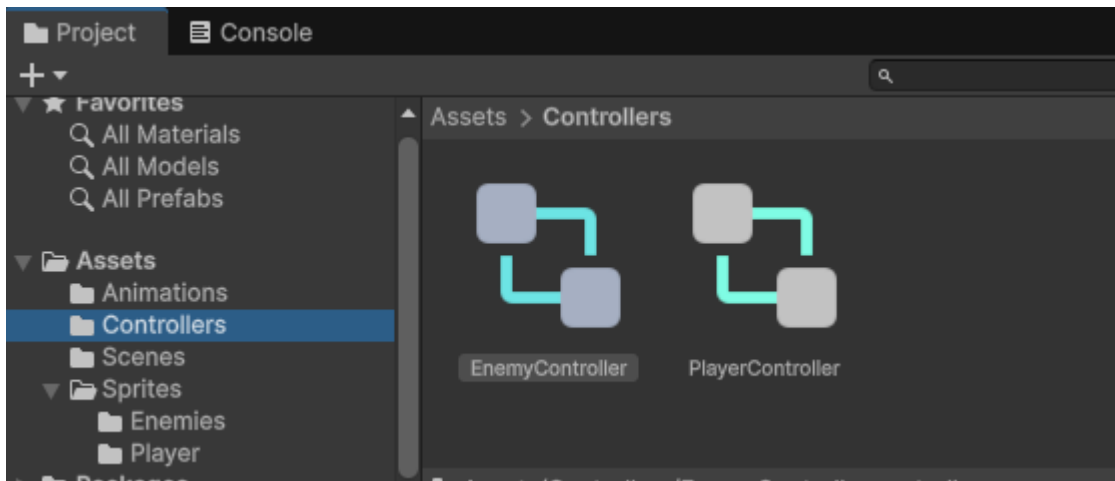 Project
Console
Favorites
All Materials
All Models
All Prefabs
Assets
Animations
Controllers
Scenes
Sprites
Enemies
Player
Packages
Assets > Controllers
EnemyController
PlayerController